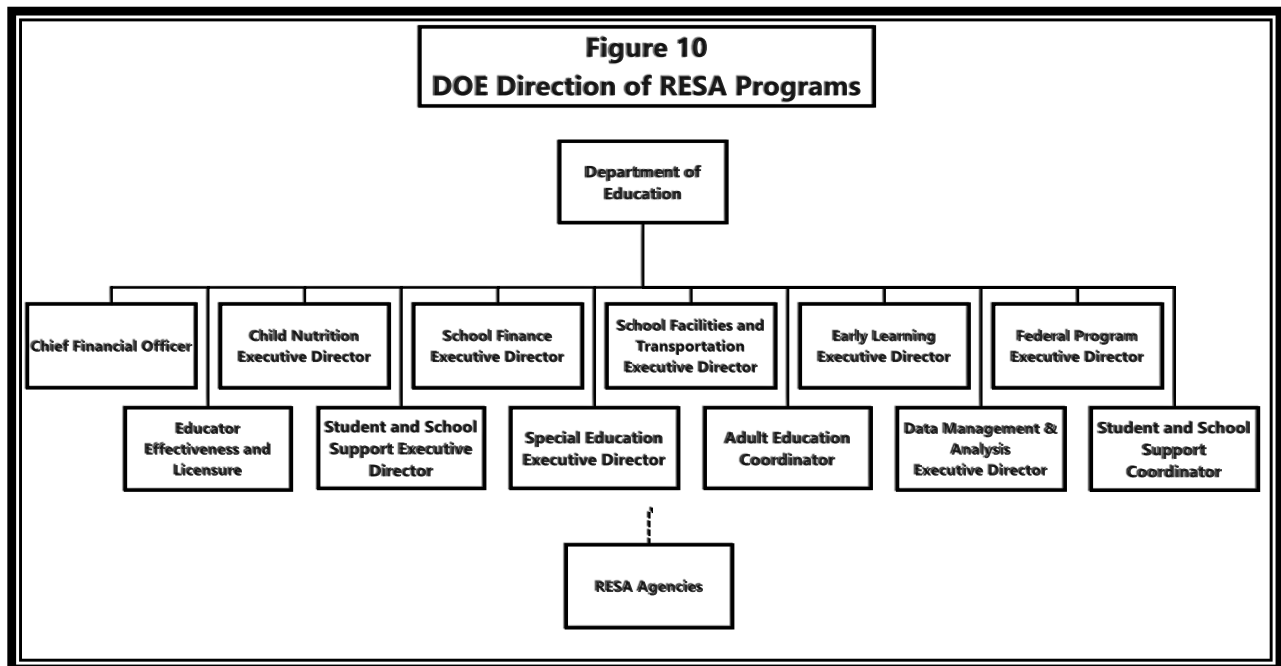 Figure 10
DOE Direction of RESA Programs
Department of
Education
Chief Financial Officer
Child Nutrition
Executive Director
School Finance
Executive Director
School Facilities and
Transportation
Executive Director
Early Learning
Executive Director
Federal Program
Executive Director
Educator
Effectiveness and
Licensure
Student and School
Support Executive
Director
Special Education
Executive Director
Adult Education
Coordinator
Data Management &
Analysis
Executive Director
Student and School
Support
Coordinator
RESA Agencies